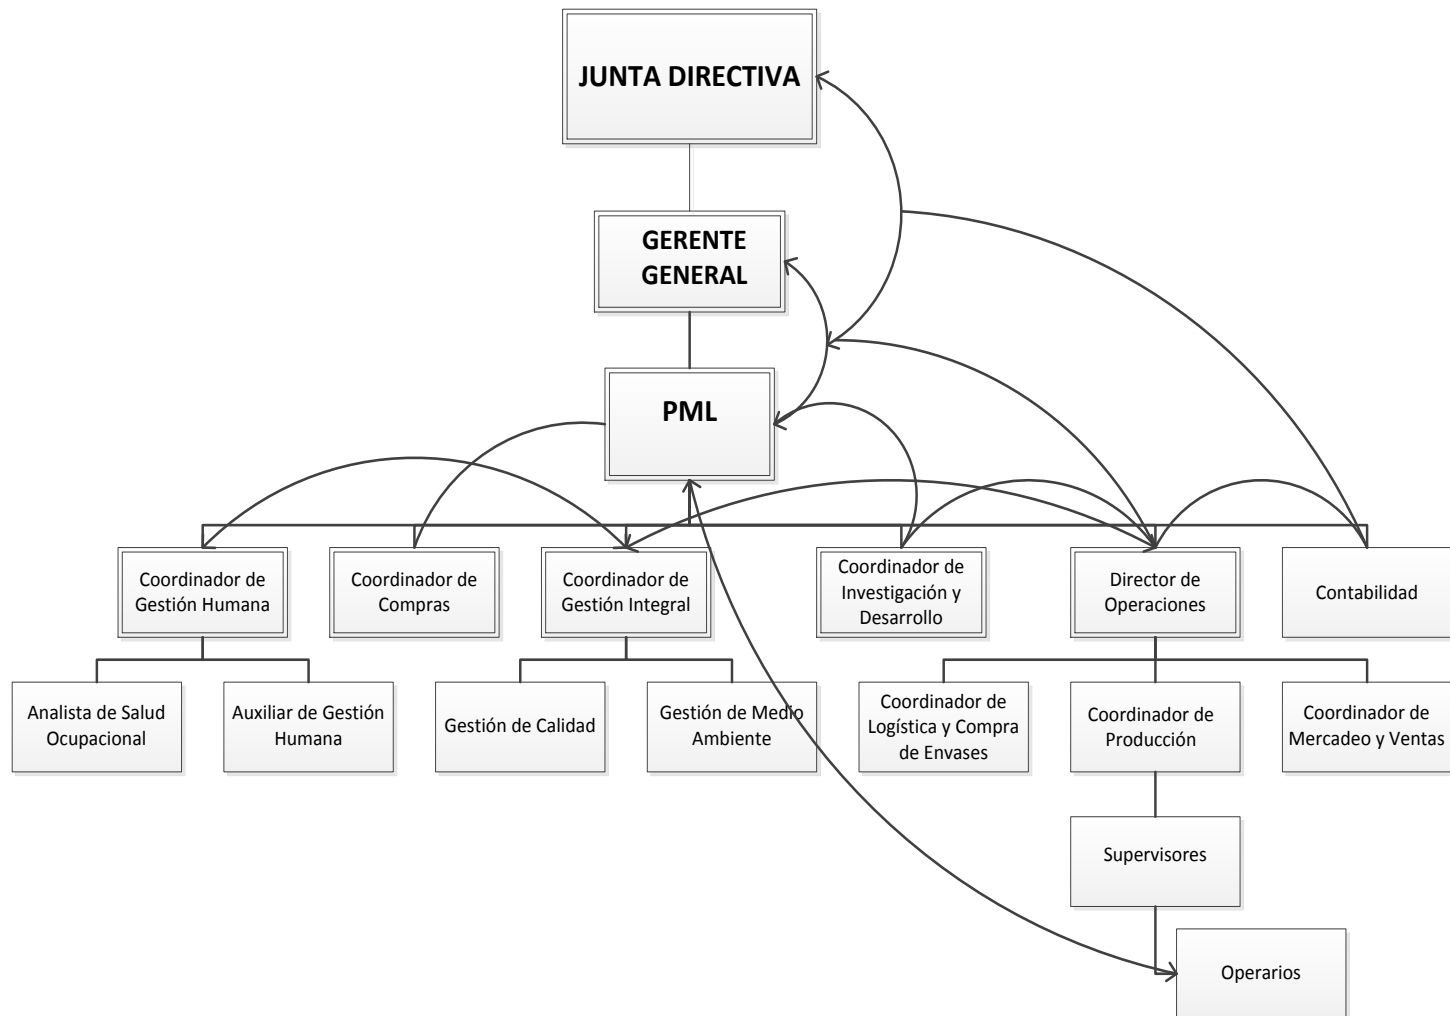 JUNTA DIRECTIVA
GERENTE
GENERAL
PML
Coordinador de
Gestión Humana
Coordinador de
Compras
Coordinador de
Gestión Integral
Coordinador de
Investigación y
Desarrollo
Director de
Operaciones
Contabilidad
Analista de Salud
Ocupacional
Auxiliar de Gestión
Humana
Gestión de Calidad
Gestión de Medio
Ambiente
Coordinador de
Logística y Compra
de Envases
Coordinador de
Producción
Coordinador de
Mercadeo y Ventas
Supervisores
Operarios